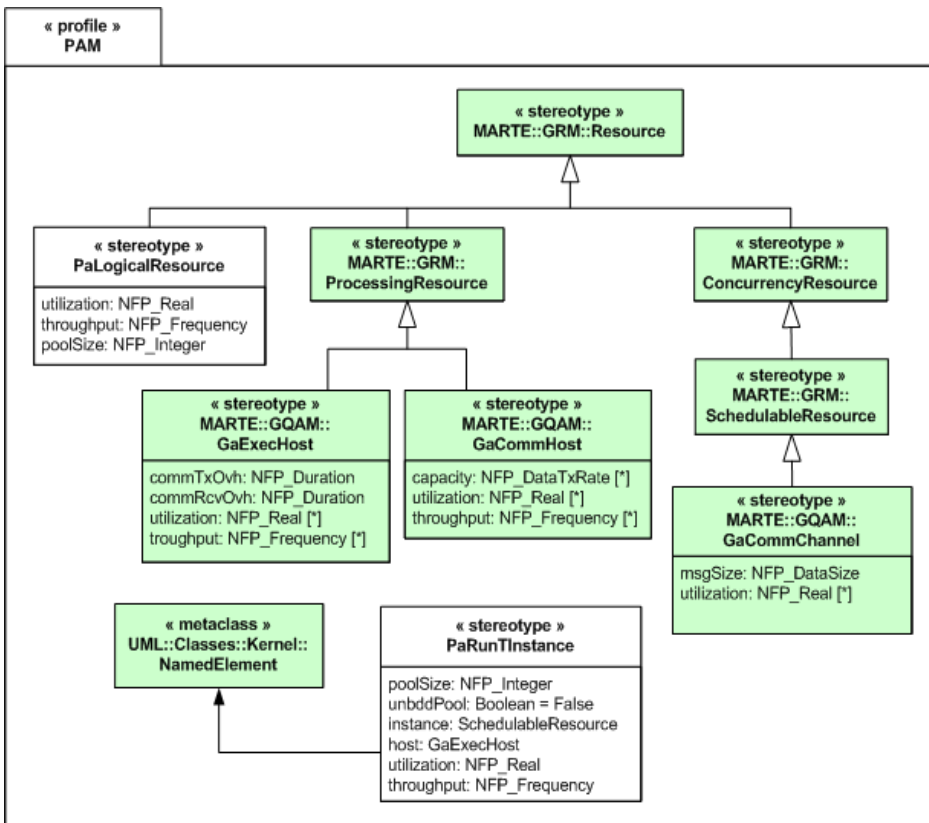 « profile »
PAM
« stereotype »
MARTE::GRM::Resource
« stereotype »
PaLogicalResource
utilization: NFP_Real
throughput: NFP_Frequency
poolSize: NFP_Integer
« stereotype »
MARTE::GRM::
ProcessingResource
« stereotype »
MARTE::GRM::
ConcurrencyResource
« stereotype »
MARTE::GRM::
SchedulableResource
« stereotype »
MARTE::GQAM::
GaExecHost
commTxOvh: NFP_Duration
commRcvOvh: NFP_Duration
utilization: NFP_Real [*]
troughput: NFP_Frequency [*]
« stereotype »
MARTE::GQAM::
GaCommHost
capacity: NFP_DataTxRate [*]
utilization: NFP_Real [*]
throughput: NFP_Frequency [*]
« stereotype »
MARTE::GQAM::
GaCommChannel
msgSize: NFP_DataSize
utilization: NFP_Real [*]
« metaclass »
UML::Classes::Kernel::
NamedElement
« stereotype »
PaRunTInstance
poolSize: NFP_Integer
unbddPool: Boolean = False
instance: SchedulableResource
host: GaExecHost
utilization: NFP_Real
throughput: NFP_Frequency